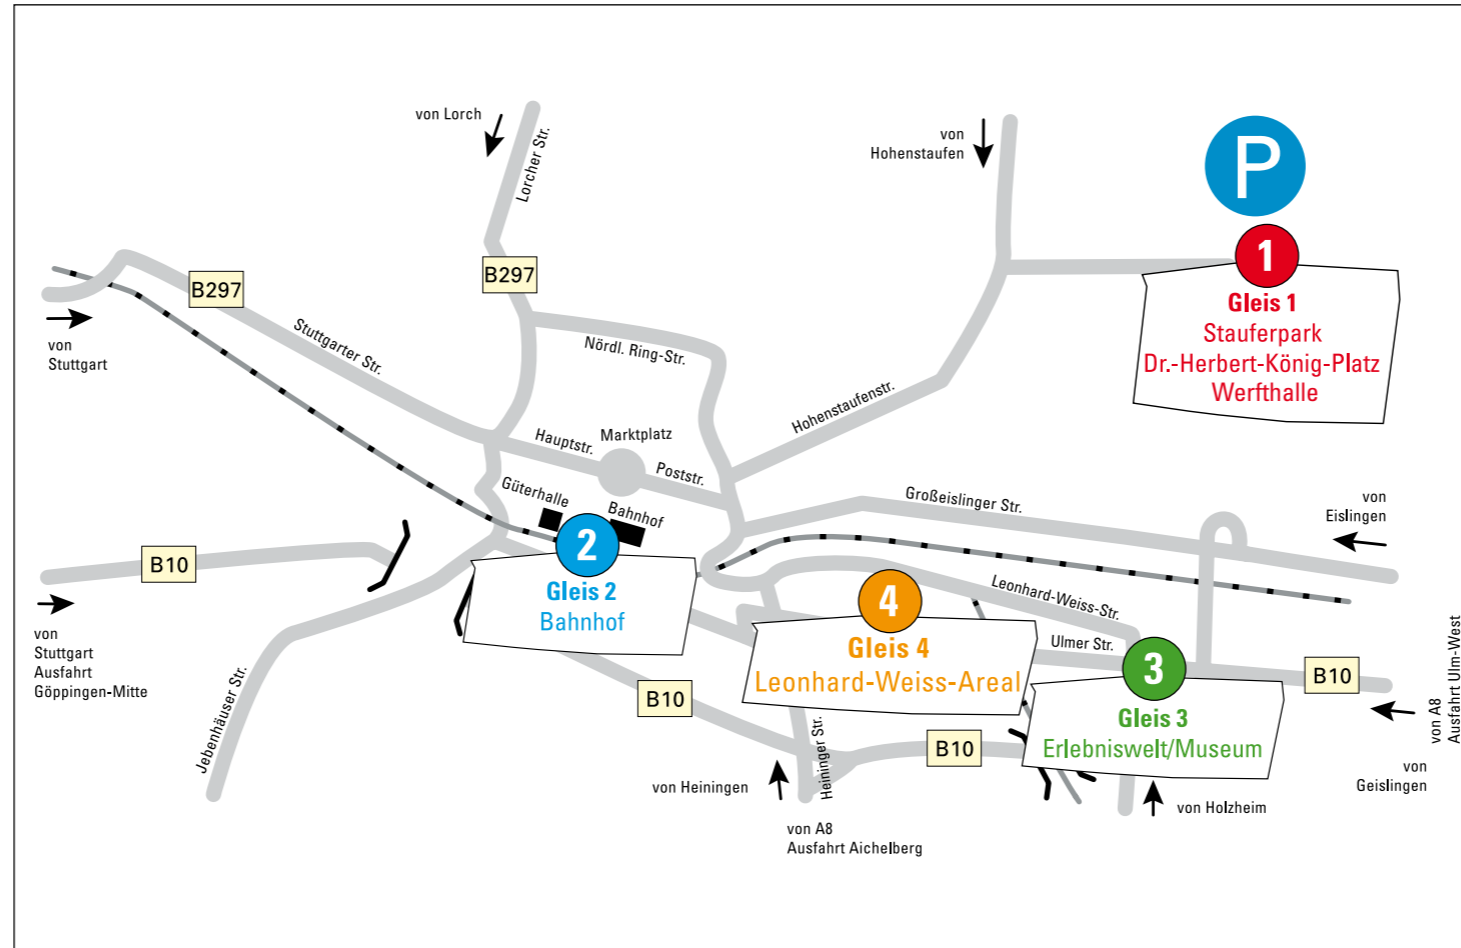 von Lorch
Lorcher Str.
von
Hohenstaufen
P
1
Gleis 1
Stauferpark
Dr.-Herbert-König-Platz
Werfthalle
B297
B297
von
Stuttgart
Stuttgarter Str.
Nördl. Ring-Str.
Hohenstaufenstr.
Hauptstr.
Marktplatz
Poststr.
Güterhalle
Bahnhof
Großeislinger Str.
von
Eislingen
B10
von
Stuttgart
Ausfahrt
Göppingen-Mitte
2
Gleis 2
Bahnhof
4
Gleis 4
Leonhard-Weiss-Areal
Leonhard-Weiss-Str.
Ulmer Str.
3
Gleis 3
Erlebniswelt/Museum
B10
von A8
Ausfahrt Ulm-West
von
Geislingen
Jebenhäuser Str.
B10
B10
Heininger Str.
von Heiningen
von A8
Ausfahrt Aichelberg
von Holzheim